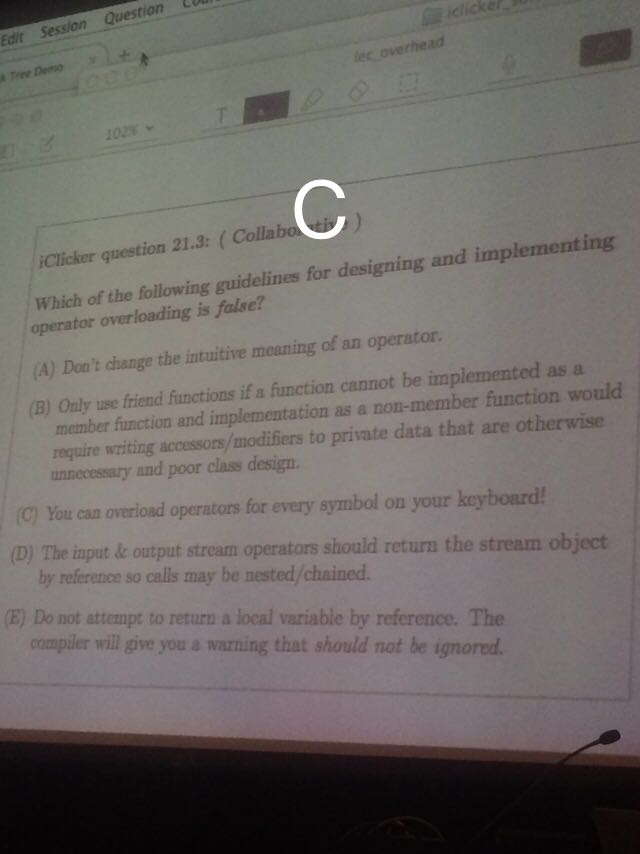 Edit Session Question
iclicker_
Tree Demo × +
lec_overhead
102%
T
C
iClicker question 21.3: ( Collaborative )
Which of the following guidelines for designing and implementing
operator overloading is false?
(A) Don't change the intuitive meaning of an operator.
(B) Only use friend functions if a function cannot be implemented as a
member function and implementation as a non-member function would
require writing accessors/modifiers to private data that are otherwise
unnecessary and poor class design.
(C) You can overload operators for every symbol on your keyboard!
(D) The input & output stream operators should return the stream object
by reference so calls may be nested/chained.
(E) Do not attempt to return a local variable by reference. The
compiler will give you a warning that should not be ignored.